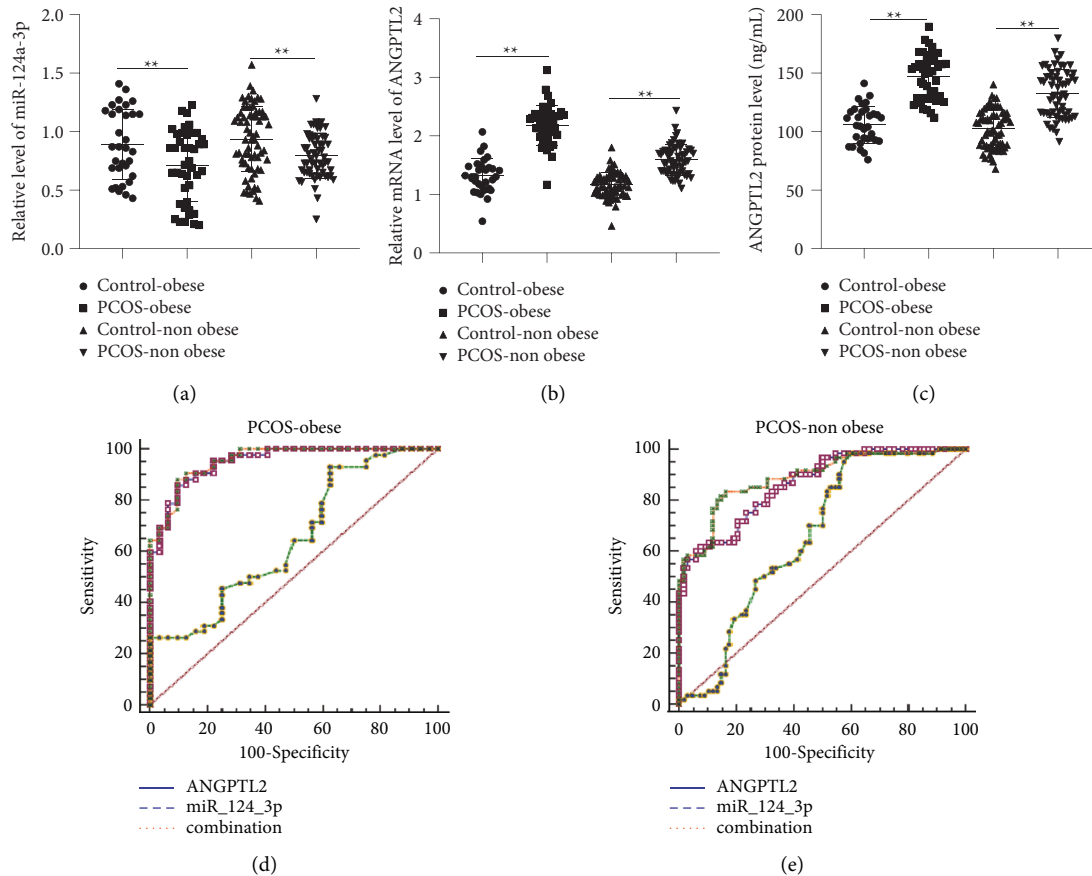 Relative level of miR-124a-3p
2.0
1.5
1.0
0.5
0.0
**
**
Control-obese
PCOS-obese
Control-non obese
PCOS-non obese
(a)
Relative mRNA level of ANGPTL2
4
3
2
1
0
**
**
Control-obese
PCOS-obese
Control-non obese
PCOS-non obese
(b)
ANGPTL2 protein level (ng/mL)
200
150
100
50
0
**
**
Control-obese
PCOS-obese
Control-non obese
PCOS-non obese
(c)
PCOS-obese
Sensitivity
100
80
60
40
20
0
0 20 40 60 80 100
100-Specificity
ANGPTL2
miR_124_3p
combination
(d)
PCOS-non obese
Sensitivity
100
80
60
40
20
0
0 20 40 60 80 100
100-Specificity
ANGPTL2
miR_124_3p
combination
(e)